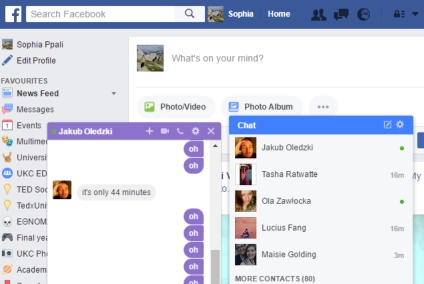 f
Search Facebook
Sophia
Home
Sophia Ppali
Edit Profile
FAVOURITES
News Feed
Messages
Events
Multime
Univers
UKC ED
TED Soc
TEDxUni
Final yea
UKC Pho
Academ
What's on your mind?
Photo/Video
Photo Album
Jakub Oledzki
oh
oh
it's only 44 minutes
oh
oh
oh
oh
oh
Chat
Jakub Oledzki
Tasha Ratwatte
16m
Ola Zawłocka
Lucius Fang
16m
Maisie Golding
3m
MORE CONTACTS (80)
My